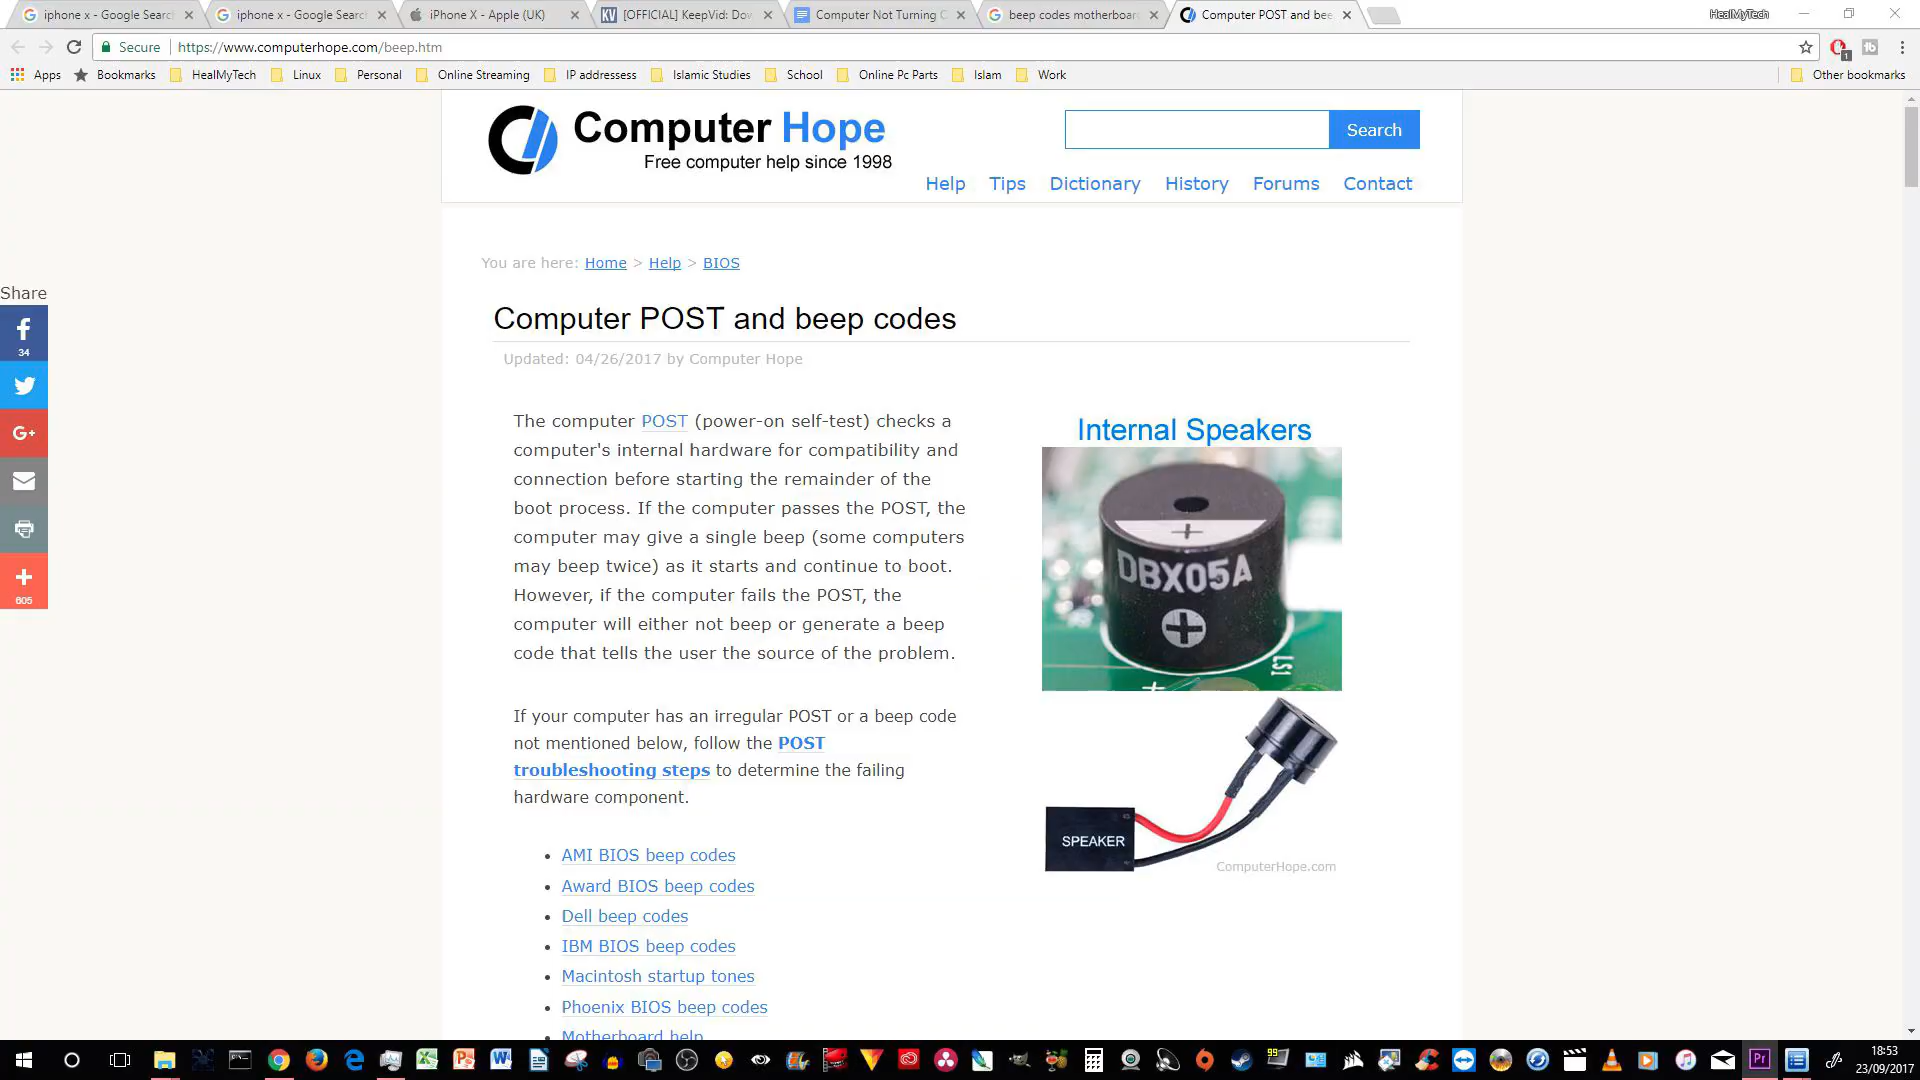 iphone x - Google Searc
iphone x - Google Searc
iPhone X - Apple (UK)
[OFFICIAL] KeepVid: Dow
Computer Not Turning O
beep codes motherboar
Computer POST and bee
HealMyTech
Secure
https://www.computerhope.com/beep.htm
Apps
Bookmarks
HealMyTech
Linux
Personal
Online Streaming
IP addressess
Islamic Studies
School
Online Pc Parts
Islam
Work
Other bookmarks
Computer Hope
Free computer help since 1998
Search
Help Tips Dictionary History Forums Contact
You are here: Home > Help > BIOS
Share
34
G+
605
Computer POST and beep codes
Updated: 04/26/2017 by Computer Hope
The computer POST (power-on self-test) checks a
computer's internal hardware for compatibility and
connection before starting the remainder of the
boot process. If the computer passes the POST, the
computer may give a single beep (some computers
may beep twice) as it starts and continue to boot.
However, if the computer fails the POST, the
computer will either not beep or generate a beep
code that tells the user the source of the problem.
Internal Speakers
DBX05A
LS1
SPEAKER
ComputerHope.com
If your computer has an irregular POST or a beep code
not mentioned below, follow the POST
troubleshooting steps to determine the failing
hardware component.
AMI BIOS beep codes
Award BIOS beep codes
Dell beep codes
IBM BIOS beep codes
Macintosh startup tones
Phoenix BIOS beep codes
Motherboard help
18:53
23/09/2017